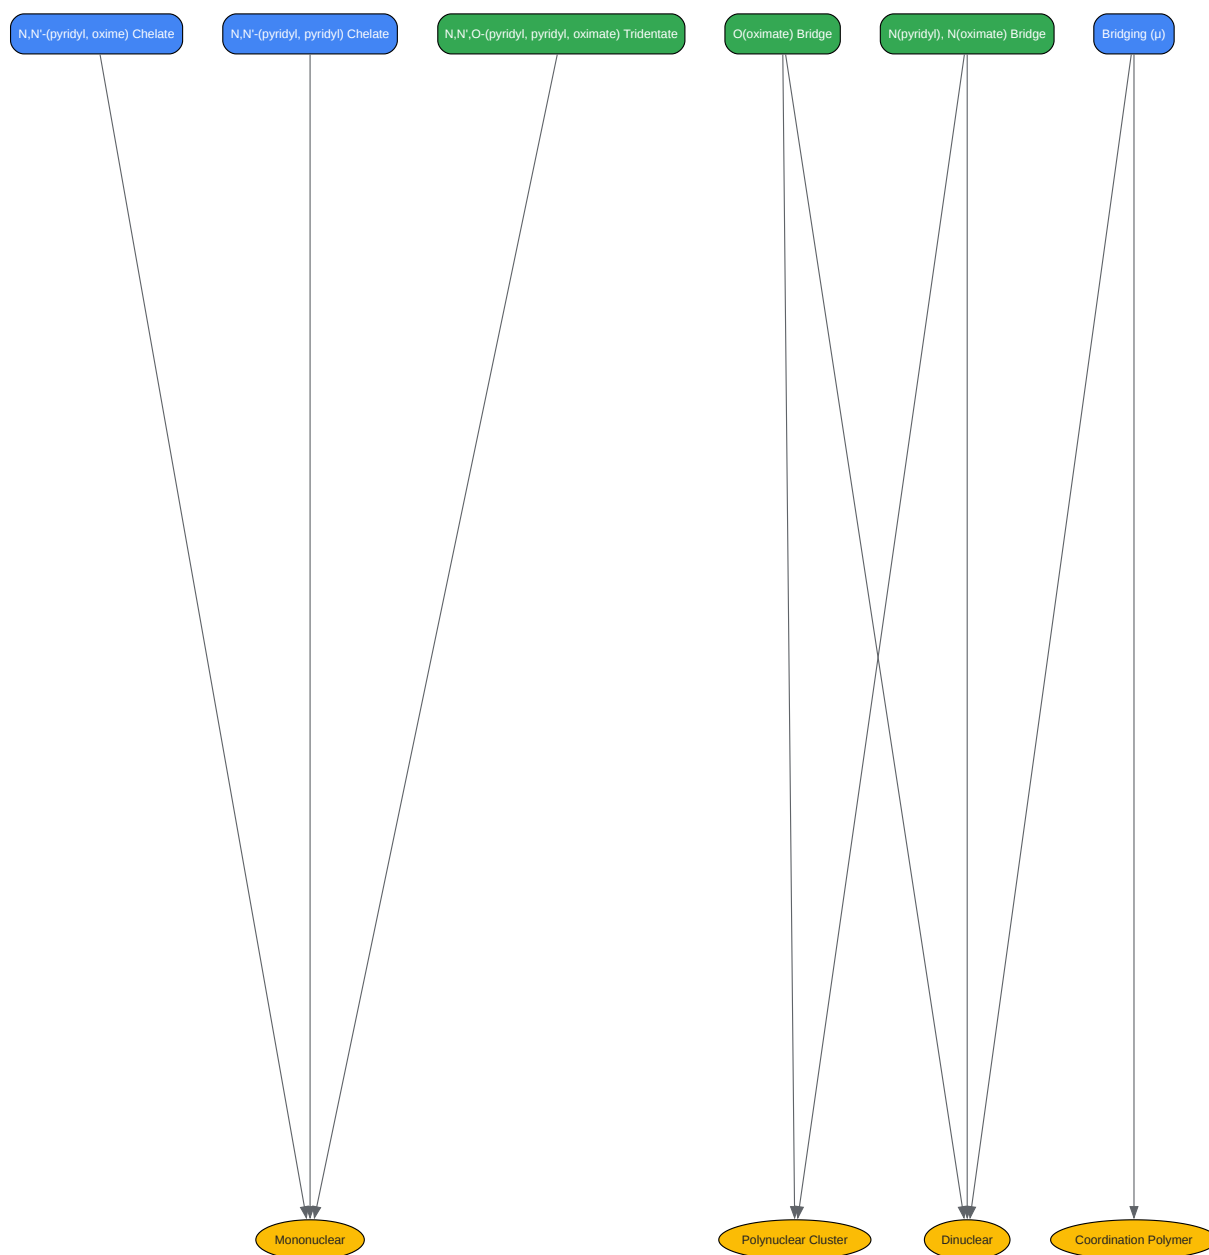 N,N'-(pyridyl, oxime) Chelate
N,N'-(pyridyl, pyridyl) Chelate
N,N',O-(pyridyl, pyridyl, oximate) Tridentate
O(oximate) Bridge
N(pyridyl), N(oximate) Bridge
Bridging (μ)
Mononuclear
Polynuclear Cluster
Dinuclear
Coordination Polymer